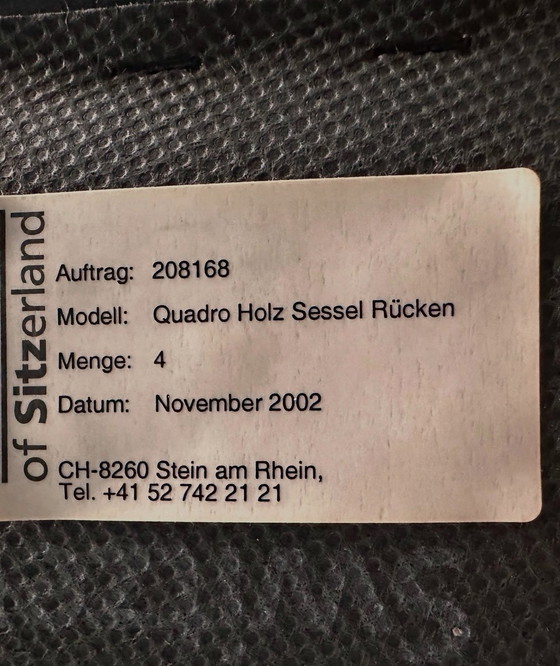 of Sitzerland
Auftrag: 208168
Modell: Quadro Holz Sessel Rücken
Menge: 4
Datum: November 2002
CH-8260 Stein am Rhein,
Tel. +41 52 742 21 21